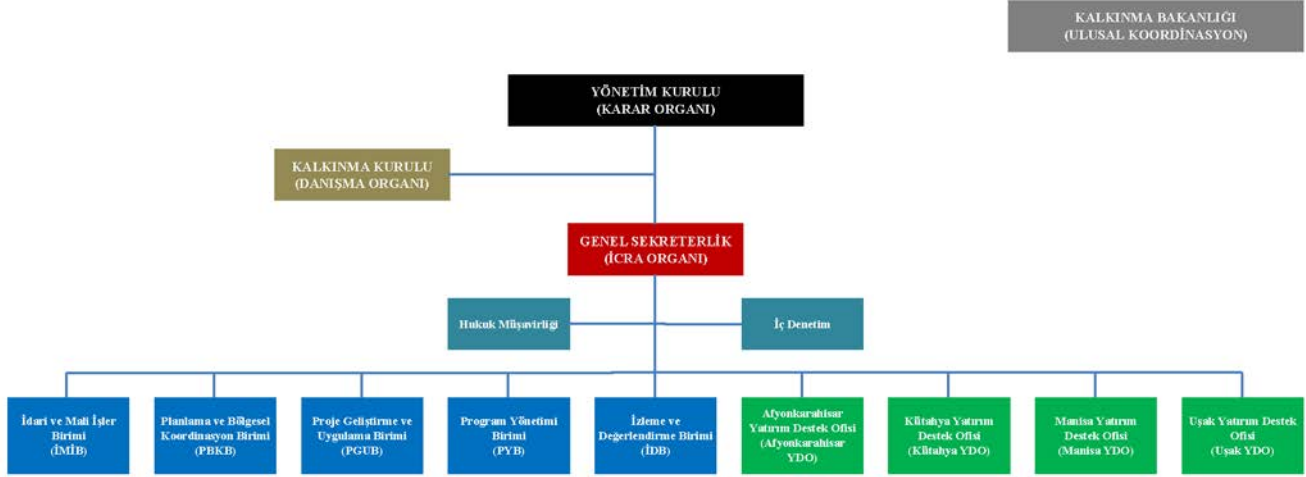 KALKINMA BAKANLIĞI
(ULUSAL KOORDİNASYON)
YÖNETİM KURULU
(KARAR ORGANI)
KALKINMA KURULU
(DANIŞMA ORGANI)
GENEL SEKRETERLİK
(İCRA ORGANI)
Hukuk Müşavirliği
İç Denetim
İdari ve Mali İşler
Birimi
(İMİB)
Planlama ve Bölgesel
Koordinasyon Birimi
(PBKB)
Proje Geliştirme ve
Uygulama Birimi
(PGUB)
Program Yönetimi
Birimi
(PYB)
İzleme ve
Değerlendirme Birimi
(İDB)
Afyonkarahisar
Yatırım Destek Ofisi
(Afyonkarahisar
YDO)
Kütahya Yatırım
Destek Ofisi
(Kütahya YDO)
Manisa Yatırım
Destek Ofisi
(Manisa YDO)
Uşak Yatırım Destek
Ofisi
(Uşak YDO)